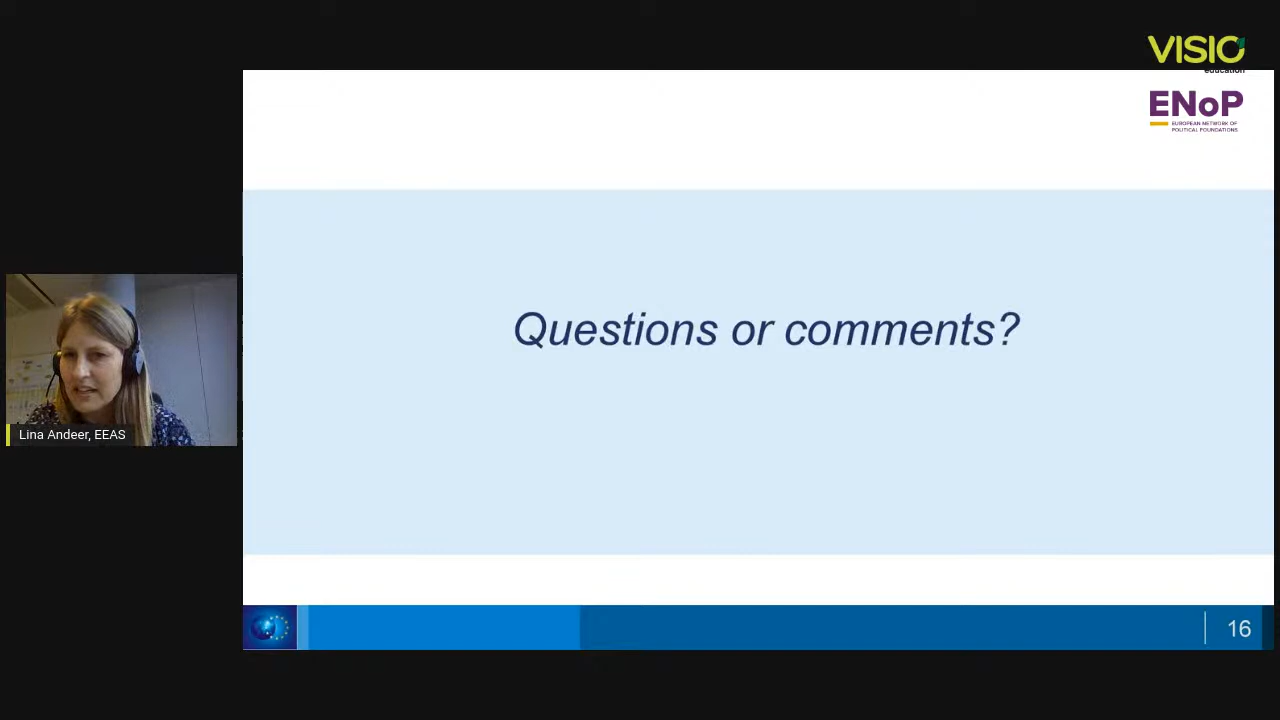 VISIO
education
ENoP
EUROPEAN NETWORK OF
POLITICAL FOUNDATIONS
Questions or comments?
Lina Andeer, EEAS
16